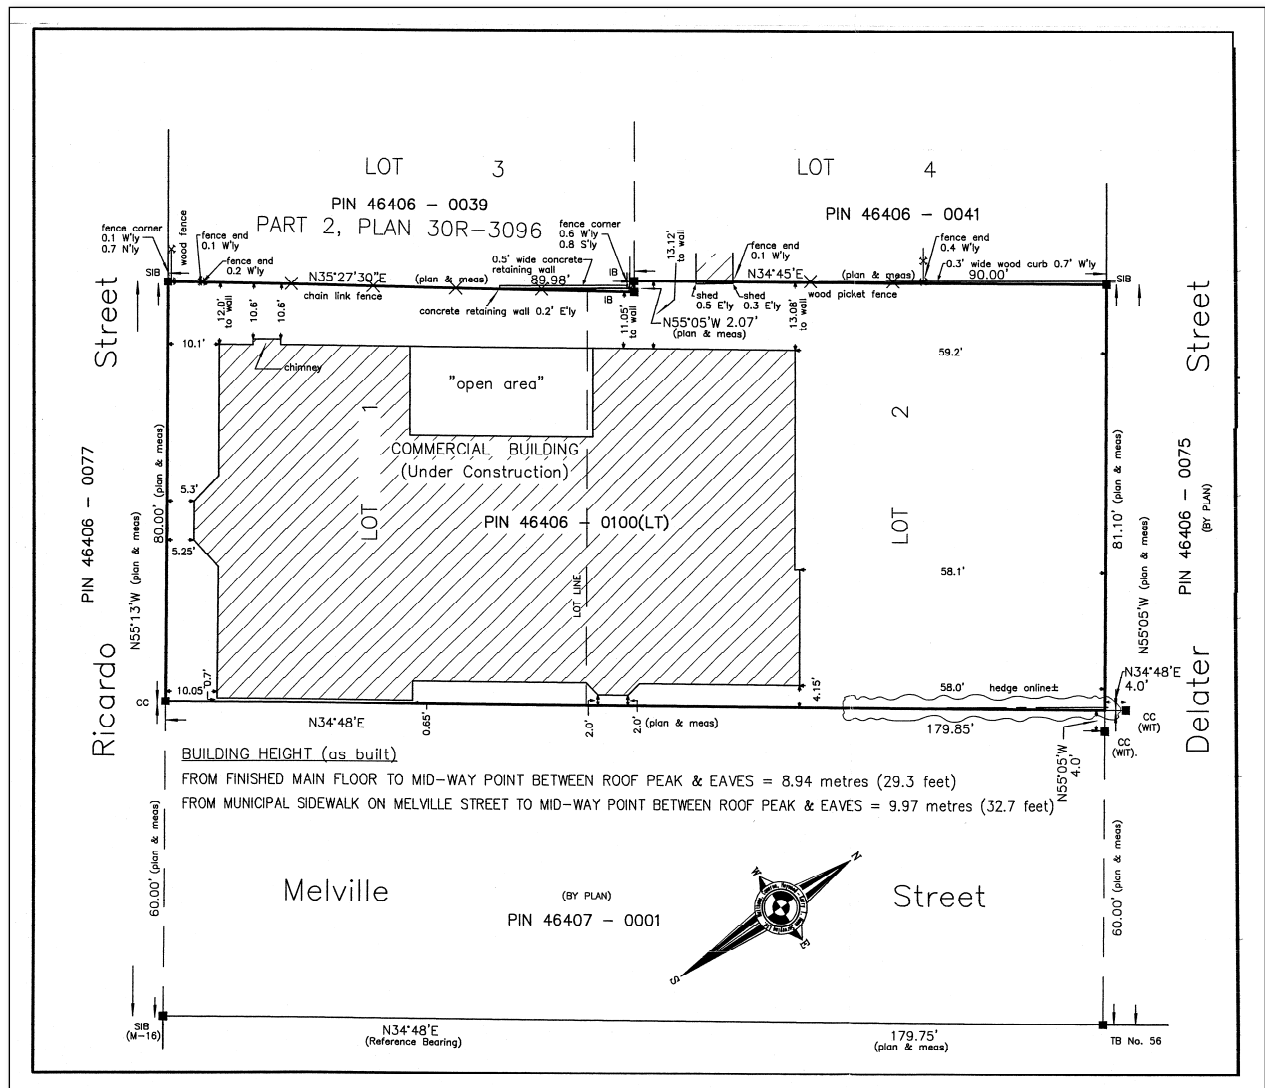 LOT 3
LOT 4
PIN 46406 - 0039
PART 2, PLAN 30R-3096
PIN 46406 - 0041
fence corner
0.1 W'ly
0.7 N'ly
wood fence
fence end
0.1 W'ly
fence end
0.2 W'ly
fence corner
0.6 W'ly
0.8 S'ly
0.5' wide concrete
retaining wall
13.12'
to wall
fence end
0.1 W'ly
fence end
0.4 W'ly
0.3' wide wood curb 0.7' W'ly
SIB
N35°27'30"E
(plan & meas)
89.98'
IB
N34°45'E
(plan & meas)
90.00'
SIB
chain link fence
concrete retaining wall 0.2' E'ly
IB
shed
0.5 E'ly
shed
0.3 E'ly
wood picket fence
12.0'
to wall
10.6'
10.6'
11.05'
to wall
N55°05'W 2.07'
(plan & meas)
13.08'
to wall
Street
Street
10.1'
chimney
"open area"
59.2'
LOT 1
LOT 2
COMMERCIAL BUILDING
(Under Construction)
PIN 46406 - 0100(LT)
PIN 46406 - 0077
80.00' (plan & meas)
N55°13'W (plan & meas)
5.3'
5.25'
LOT LINE
58.1'
81.10' (plan & meas)
N55°05'W (plan & meas)
PIN 46406 - 0075
(BY PLAN)
Ricardo
Delater
10.05'
0.7'
CC
N34°48'E
0.65'
2.0'
2.0'
(plan & meas)
4.15'
58.0'
hedge online±
179.85'
N34°48'E
4.0'
CC
(WIT)
CC
(WIT).
N55°05'W
4.0'
BUILDING HEIGHT (as built)
FROM FINISHED MAIN FLOOR TO MID-WAY POINT BETWEEN ROOF PEAK & EAVES = 8.94 metres (29.3 feet)
FROM MUNICIPAL SIDEWALK ON MELVILLE STREET TO MID-WAY POINT BETWEEN ROOF PEAK & EAVES = 9.97 metres (32.7 feet)
60.00' (plan & meas)
60.00' (plan & meas)
Melville Street
(BY PLAN)
PIN 46407 - 0001
W
N
E
S
SIB
(M-16)
N34°48'E
(Reference Bearing)
179.75'
(plan & meas)
TB No. 56